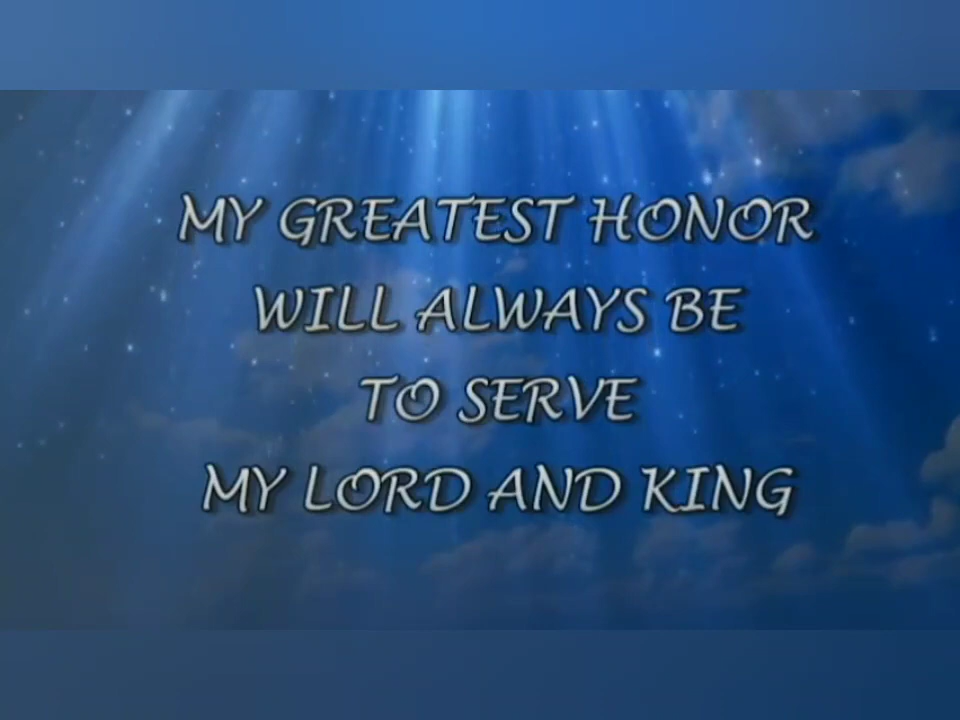 MY GREATEST HONOR
WILL ALWAYS BE
TO SERVE
MY LORD AND KING